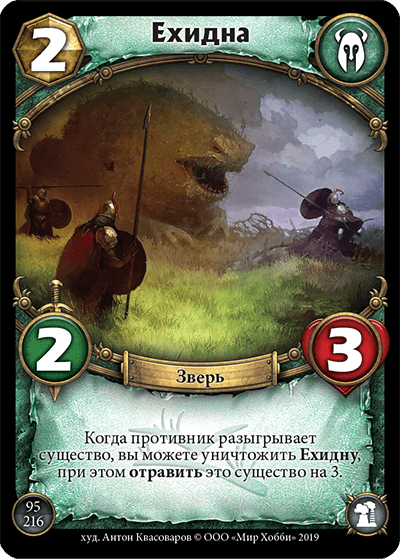 2
Ехидна
2
3
Зверь
Когда противник разыгрывает
существо, вы можете уничтожить Ехидну,
при этом отравить это существо на 3.
95
216
худ. Антон Квасоваров © ООО «Мир Хобби» 2019